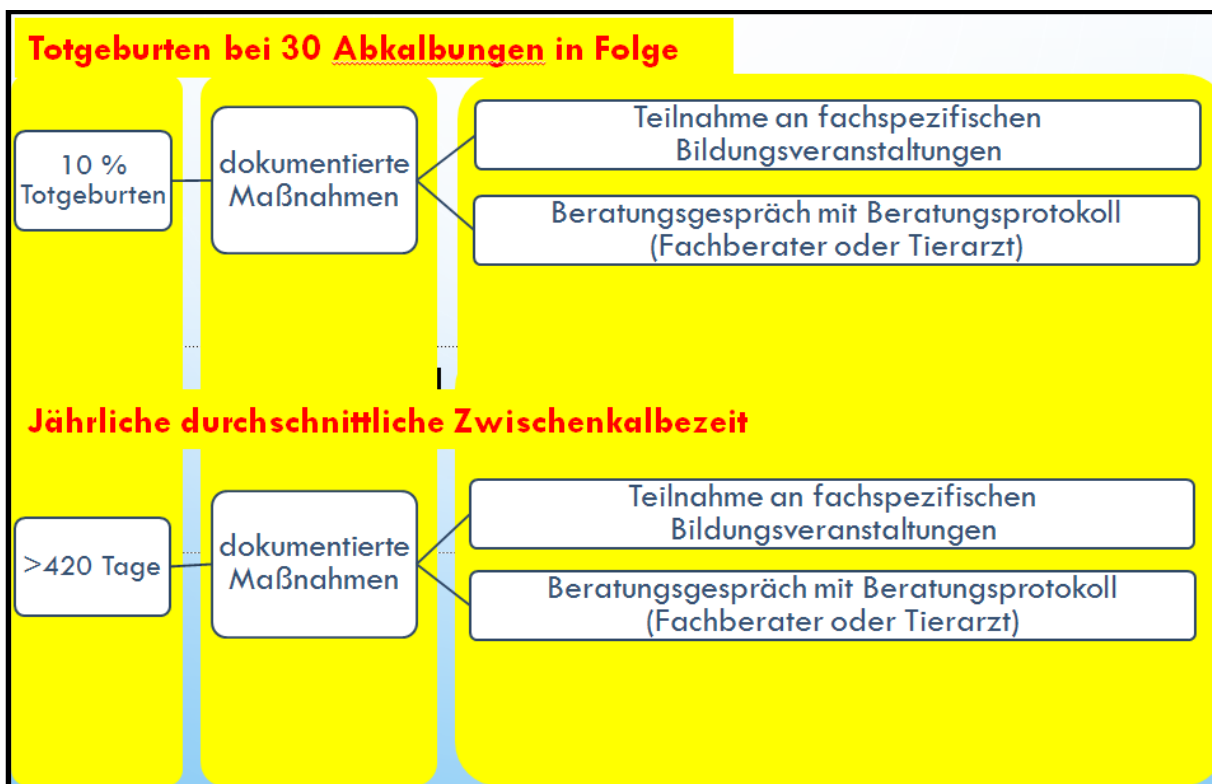 Totgeburten bei 30 Abkalbungen in Folge
10 %
Totgeburten
dokumentierte
Maßnahmen
Teilnahme an fachspezifischen
Bildungsveranstaltungen
Beratungsgespräch mit Beratungsprotokoll
(Fachberater oder Tierarzt)
Jährliche durchschnittliche Zwischenkalbezeit
>420 Tage
dokumentierte
Maßnahmen
Teilnahme an fachspezifischen
Bildungsveranstaltungen
Beratungsgespräch mit Beratungsprotokoll
(Fachberater oder Tierarzt)